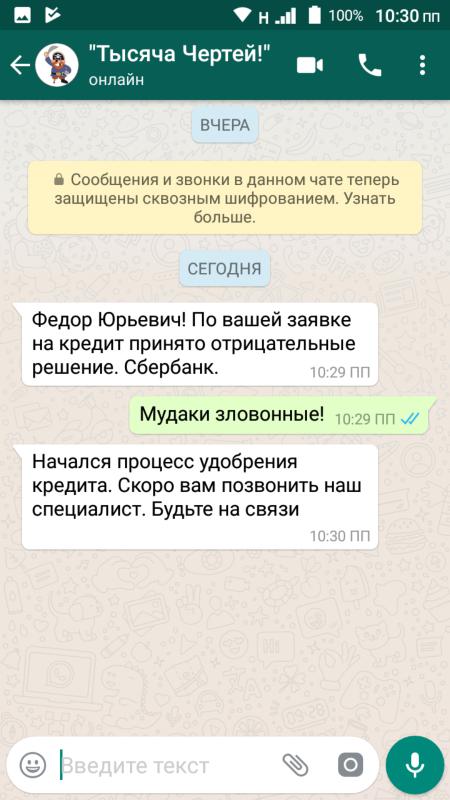 Н 100% 10:30 пп
"Тысяча Чертей!"
онлайн
ВЧЕРА
Сообщения и звонки в данном чате теперь
защищены сквозным шифрованием. Узнать
больше.
СЕГОДНЯ
Федор Юрьевич! По вашей заявке
на кредит принято отрицательные
решение. Сбербанк.
10:29 ПП
Мудаки зловонные! 10:29 ПП
Начался процесс удобрения
кредита. Скоро вам позвонить наш
специалист. Будьте на связи
10:30 ПП
Введите текст